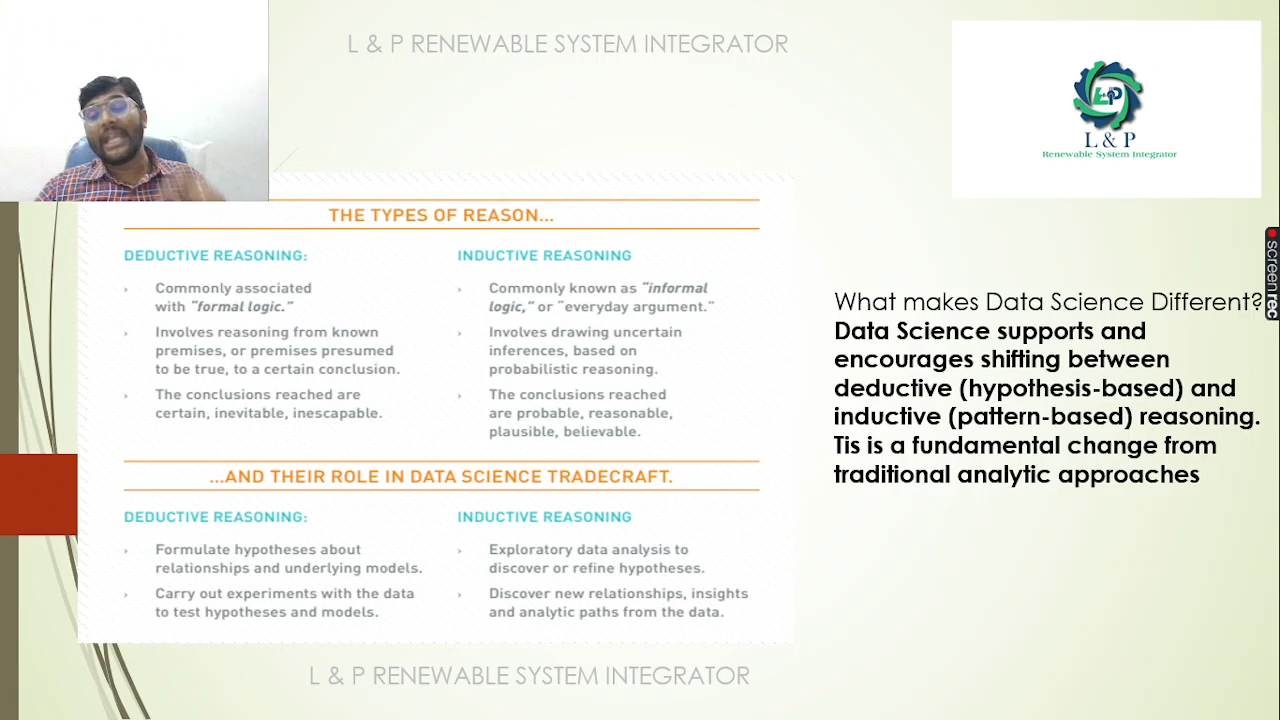 L & P RENEWABLE SYSTEM INTEGRATOR
L&P
L & P
Renewable System Integrator
THE TYPES OF REASON...
DEDUCTIVE REASONING:
› Commonly associated
with "formal logic."
› Involves reasoning from known
premises, or premises presumed
to be true, to a certain conclusion.
› The conclusions reached are
certain, inevitable, inescapable.
INDUCTIVE REASONING
› Commonly known as "informal
logic," or "everyday argument."
› Involves drawing uncertain
inferences, based on
probabilistic reasoning.
› The conclusions reached
are probable, reasonable,
plausible, believable.
...AND THEIR ROLE IN DATA SCIENCE TRADECRAFT.
DEDUCTIVE REASONING:
› Formulate hypotheses about
relationships and underlying models.
› Carry out experiments with the data
to test hypotheses and models.
INDUCTIVE REASONING
› Exploratory data analysis to
discover or refine hypotheses.
› Discover new relationships, insights
and analytic paths from the data.
What makes Data Science Different?
Data Science supports and
encourages shifting between
deductive (hypothesis-based) and
inductive (pattern-based) reasoning.
Tis is a fundamental change from
traditional analytic approaches
screenrec
L & P RENEWABLE SYSTEM INTEGRATOR